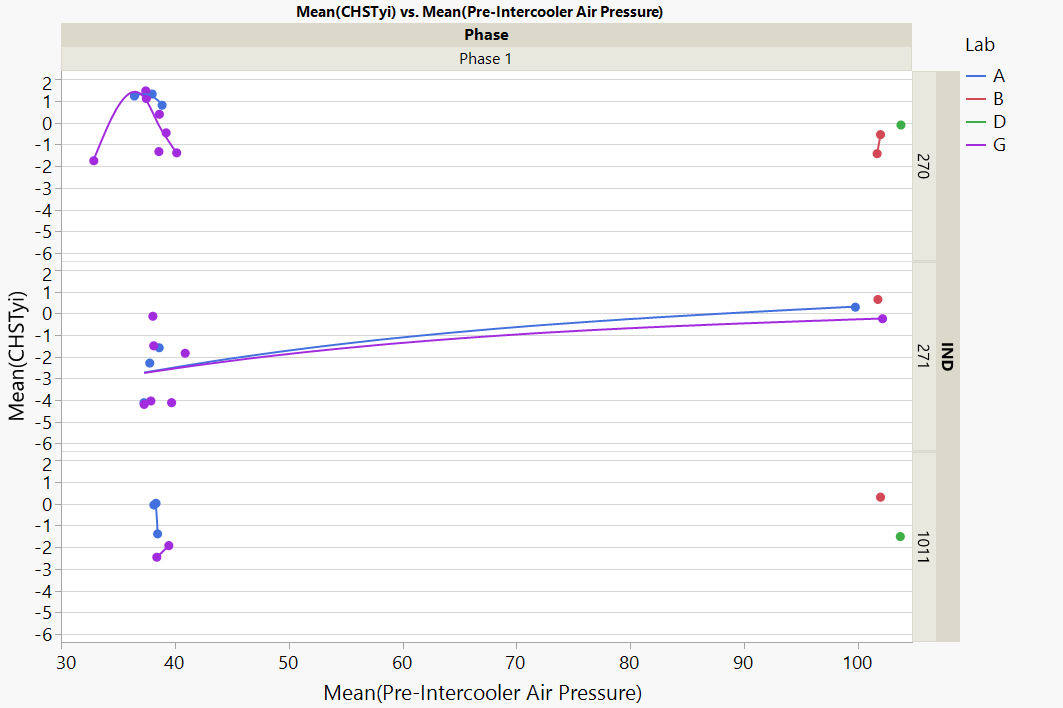 Mean(CHSTyi) vs. Mean(Pre-Intercooler Air Pressure)
Phase
Phase 1
Lab
A
B
D
G
Mean(CHSTyi)
2
1
0
-1
-2
-3
-4
-5
-6
270
2
1
0
-1
-2
-3
-4
-5
-6
271
IND
2
1
0
-1
-2
-3
-4
-5
-6
1011
30 40 50 60 70 80 90 100
Mean(Pre-Intercooler Air Pressure)